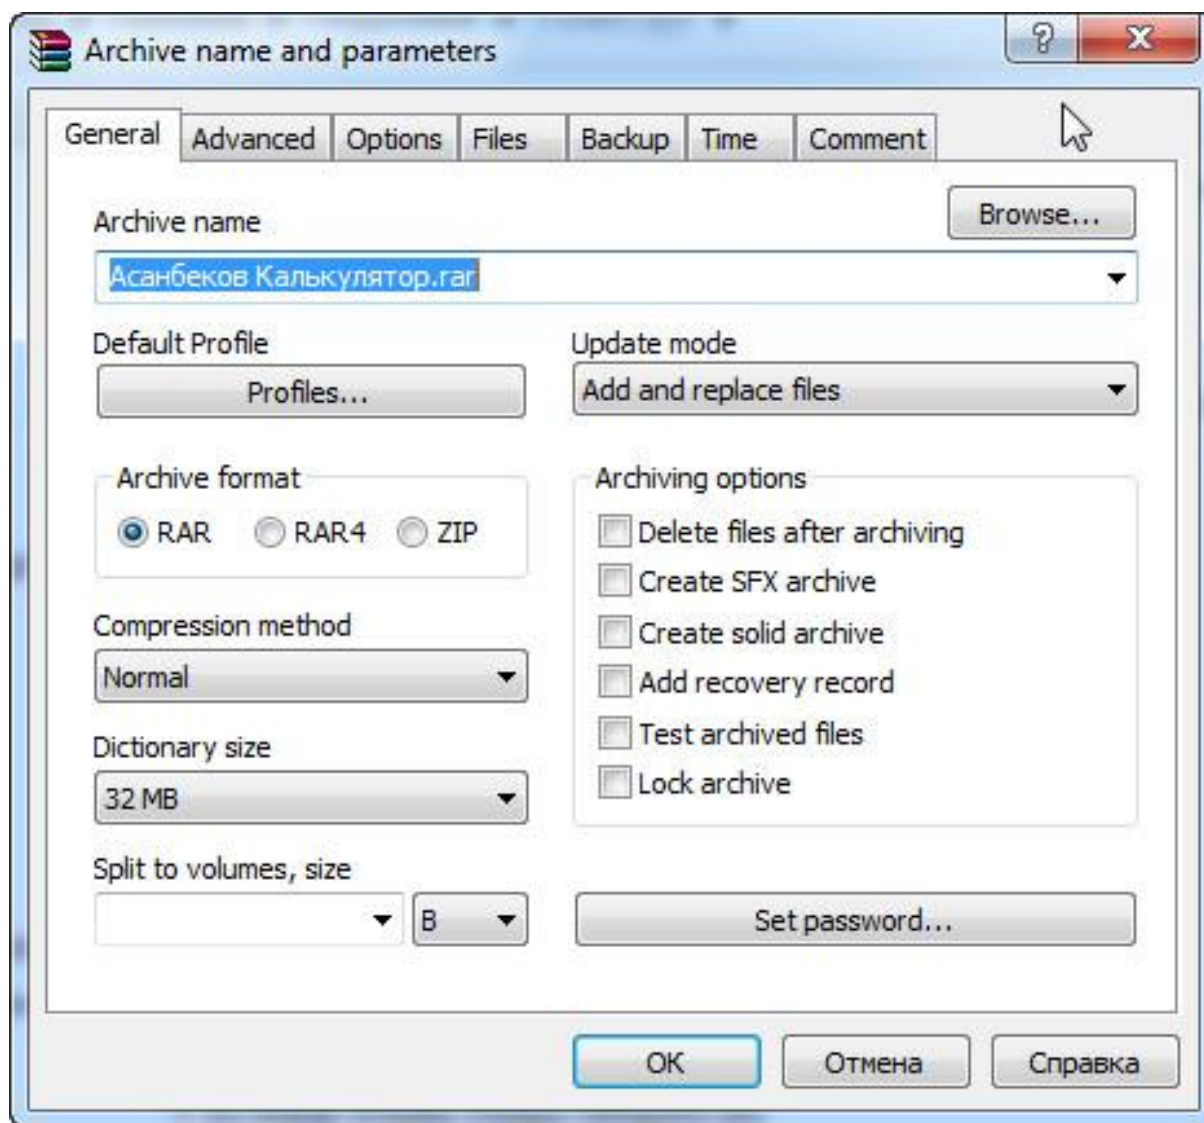 Archive name and parameters
General Advanced Options Files Backup Time Comment
Archive name
Browse...
Асанбеков Калькулятор.rar
Default Profile
Update mode
Profiles...
Add and replace files
Archive format
Archiving options
RAR RAR4 ZIP
Delete files after archiving
Create SFX archive
Compression method
Create solid archive
Normal
Add recovery record
Dictionary size
Test archived files
32 MB
Lock archive
Split to volumes, size
B
Set password...
ОК Отмена Справка